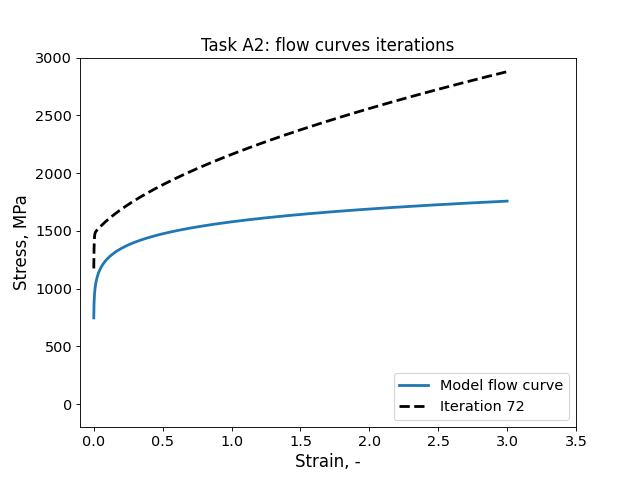 Task A2: flow curves iterations
3000
2500
2000
1500
1000
500
0
Stress, MPa
0.0 0.5 1.0 1.5 2.0 2.5 3.0 3.5
Strain, -
Model flow curve
Iteration 72